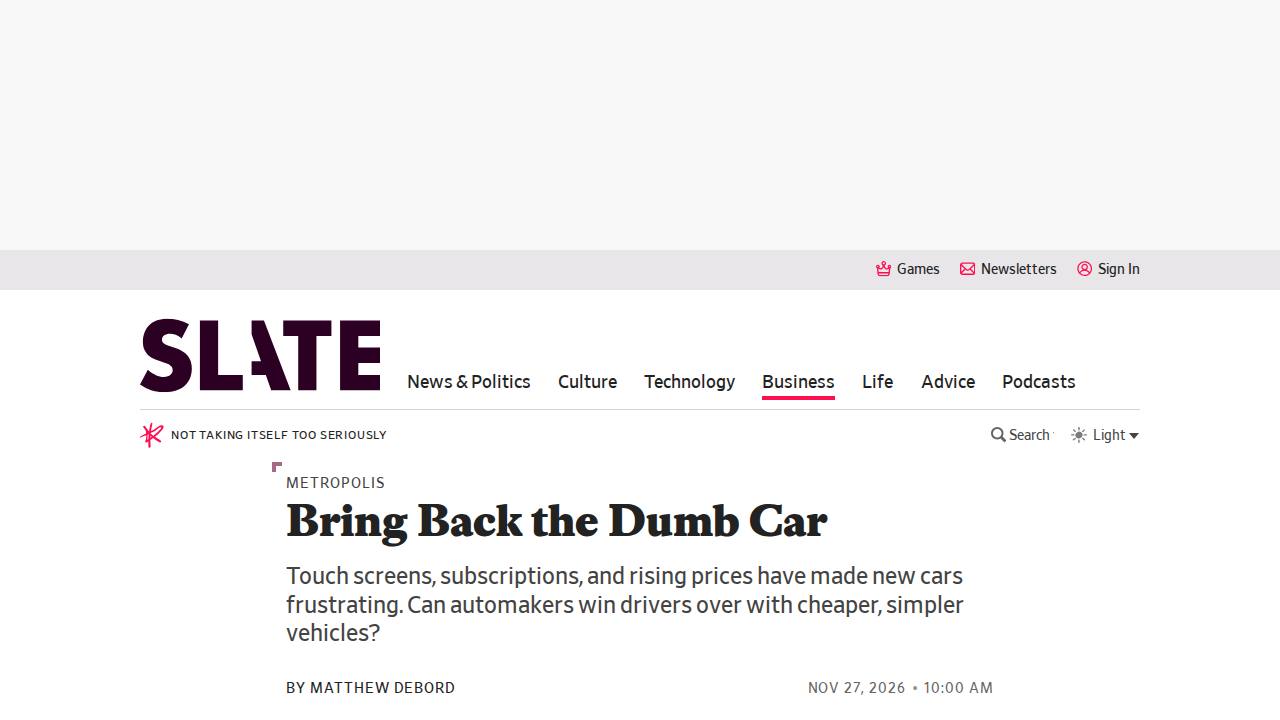 Games Newsletters Sign In
SLATE
News & Politics Culture Technology Business Life Advice Podcasts
NOT TAKING ITSELF TOO SERIOUSLY
Search Light
METROPOLIS
Bring Back the Dumb Car
Touch screens, subscriptions, and rising prices have made new cars
frustrating. Can automakers win drivers over with cheaper, simpler
vehicles?
BY MATTHEW DEBORD NOV 27, 2026 • 10:00 AM